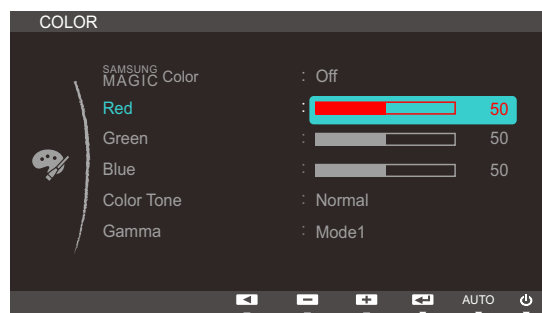 COLOR
SAMSUNG
MAGIC Color : Off
Red : 50
Green : 50
Blue : 50
Color Tone : Normal
Gamma : Mode1
AUTO